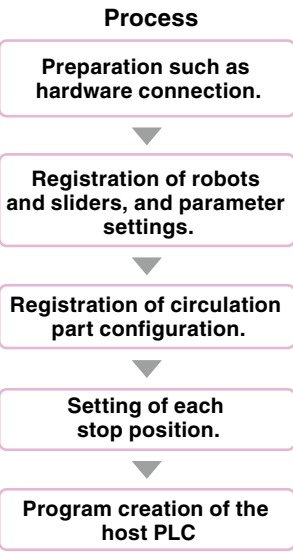 Process
Preparation such as
hardware connection.
Registration of robots
and sliders, and parameter
settings.
Registration of circulation
part configuration.
Setting of each
stop position.
Program creation of the
host PLC